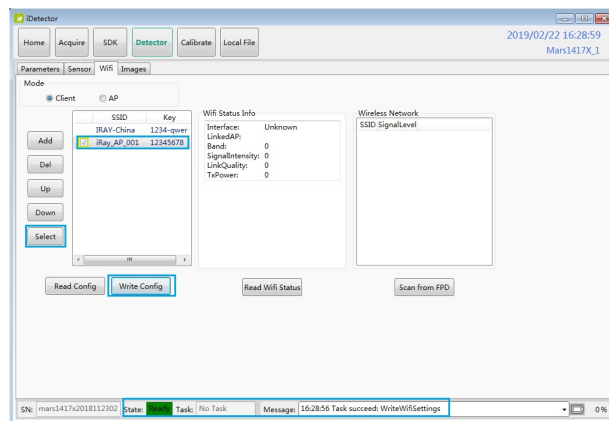 iDetector
Home Acquire SDK Detector Calibrate Local File
2019/02/22 16:28:59
Mars1417X_1
Parameters Sensor Wifi Images
Mode
Client AP
SSID Key
IRAY-China 1234-qwer
iRay_AP_001 12345678
Add
Del
Up
Down
Select
Wifi Status Info
Interface: Unknown
LinkedAP:
Band: 0
SignalIntensity: 0
LinkQuality: 0
TxPower: 0
Wireless Network
SSID SignalLevel
Read Config Write Config Read Wifi Status Scan from FPD
SN: mars1417x2018112302 State: Ready Task: No Task Message: 16:28:56 Task succeed: WriteWifiSettings 0%